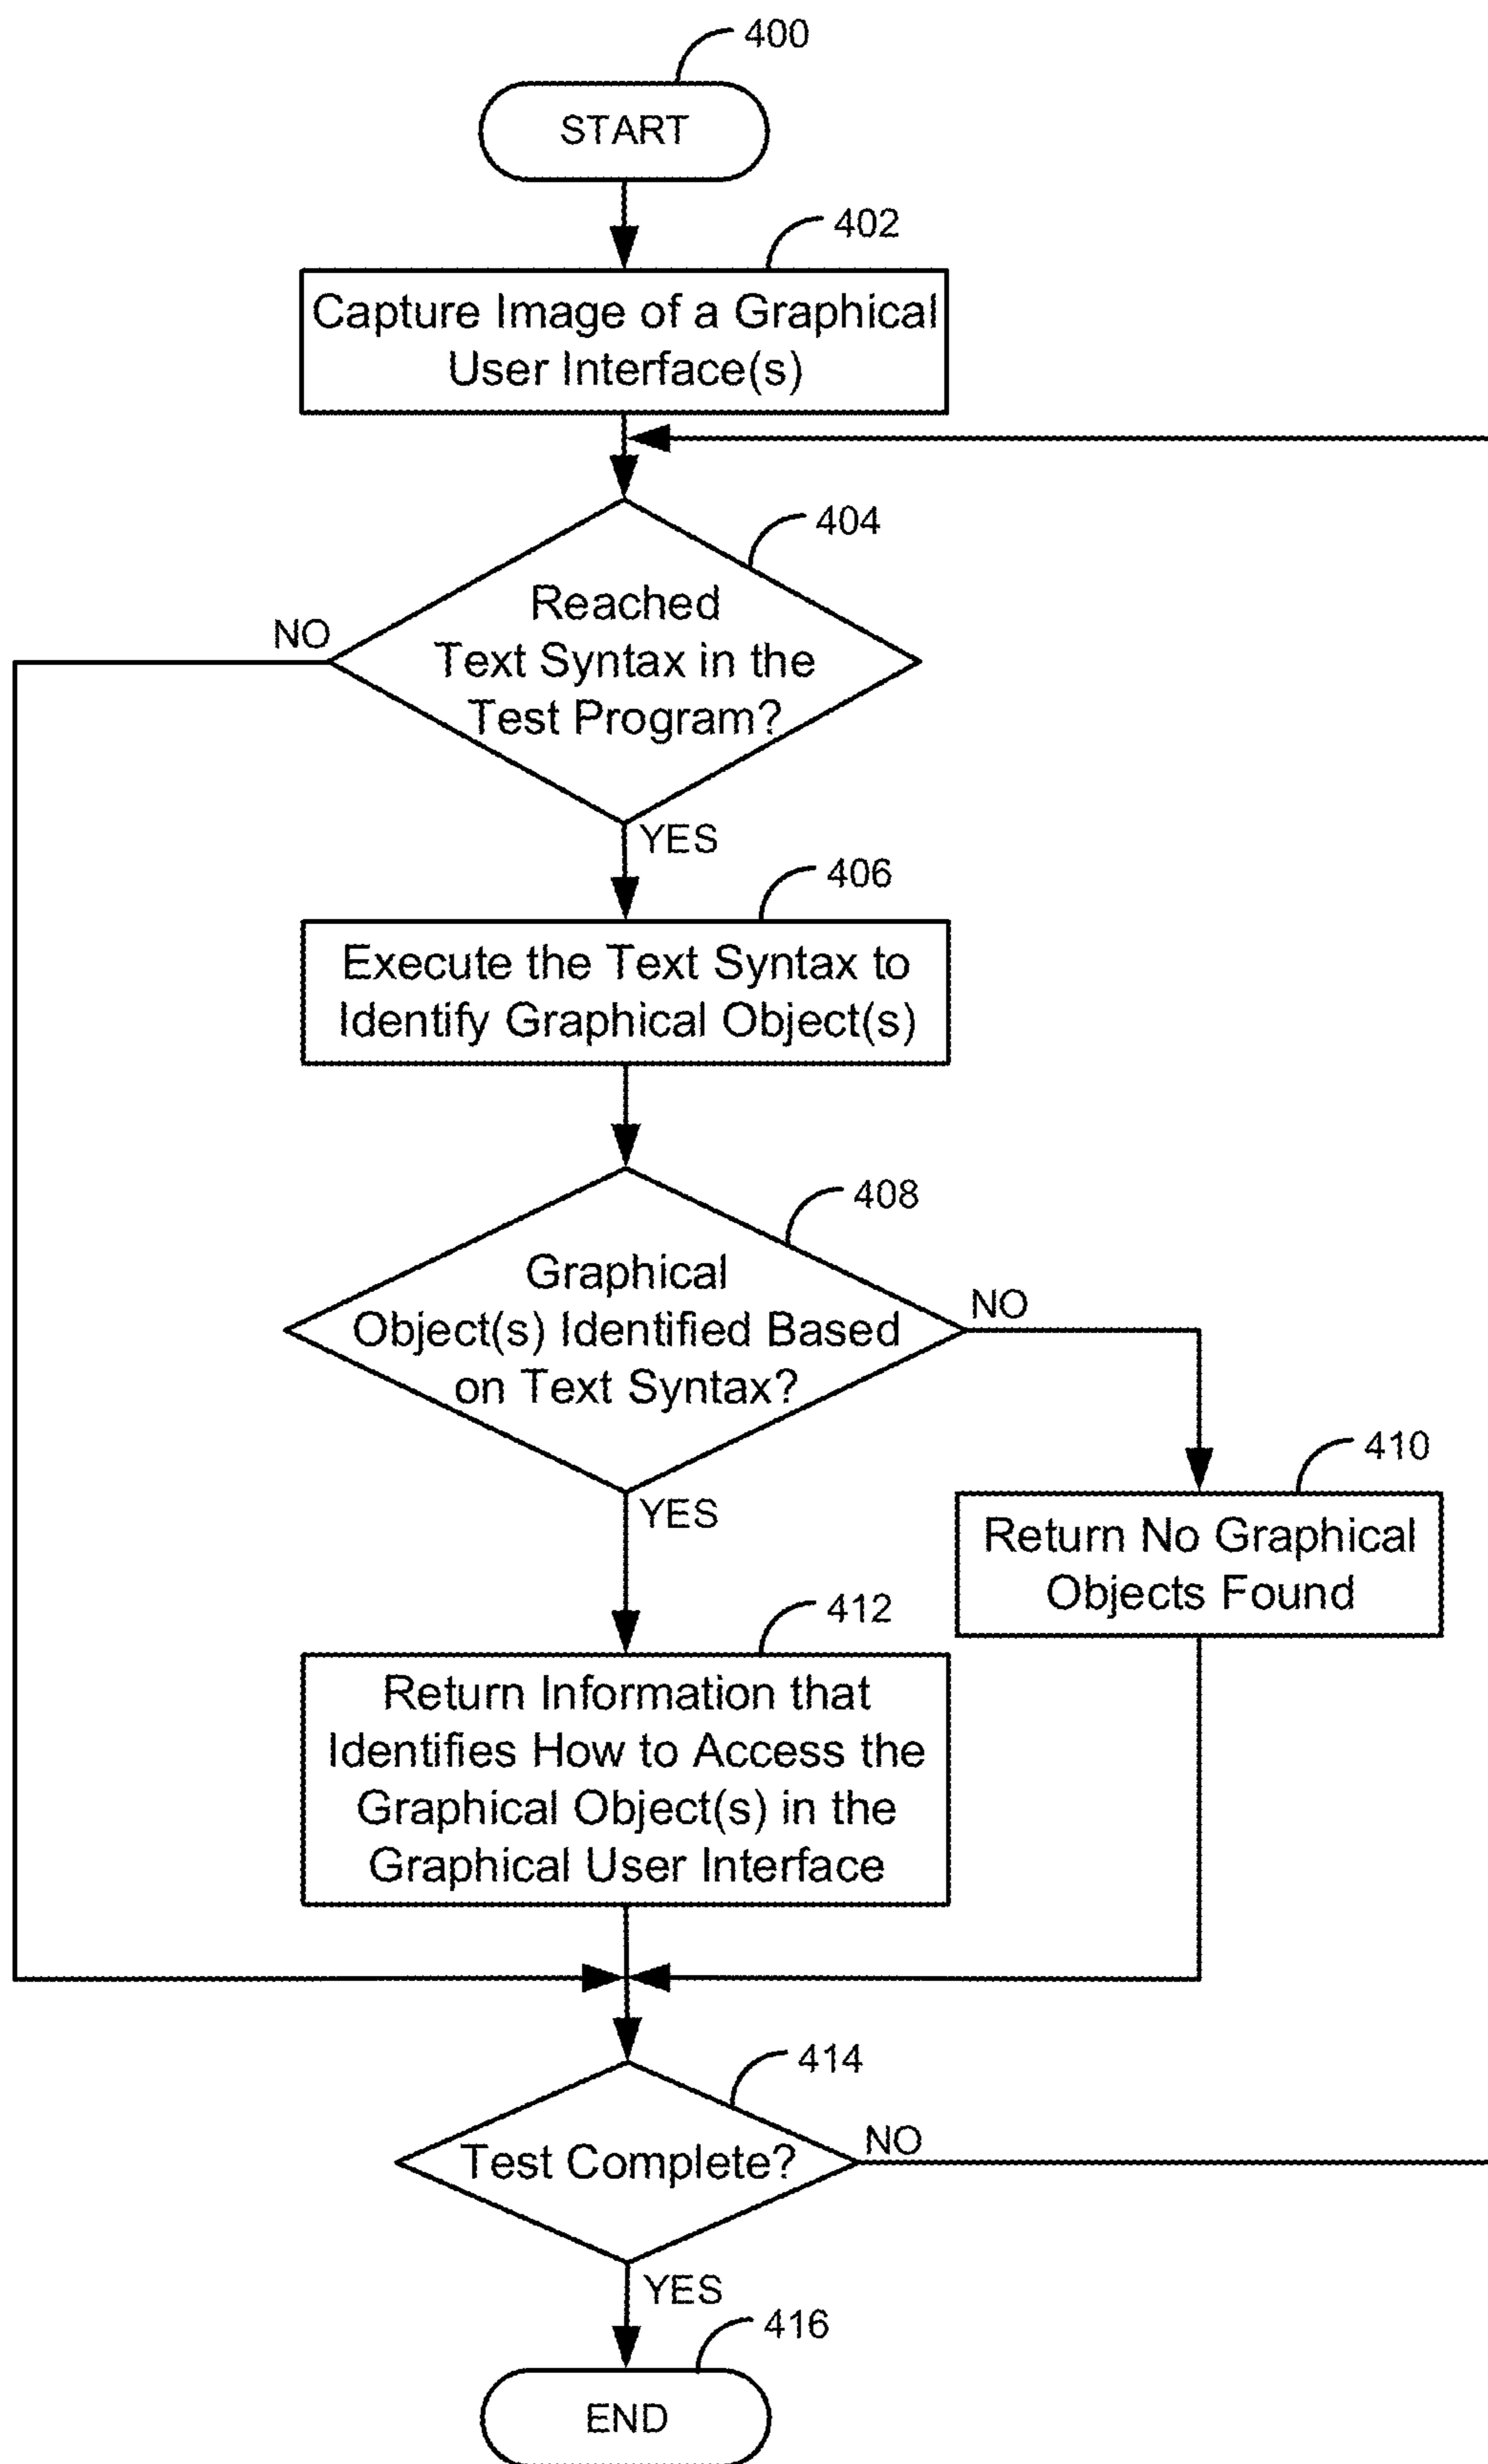 400
START
402
Capture Image of a Graphical
User Interface(s)
404
Reached
Text Syntax in the
Test Program?
NO
YES
406
Execute the Text Syntax to
Identify Graphical Object(s)
408
Graphical
Object(s) Identified Based
on Text Syntax?
NO
YES
410
Return No Graphical
Objects Found
412
Return Information that
Identifies How to Access the
Graphical Object(s) in the
Graphical User Interface
414
Test Complete?
NO
YES
416
END